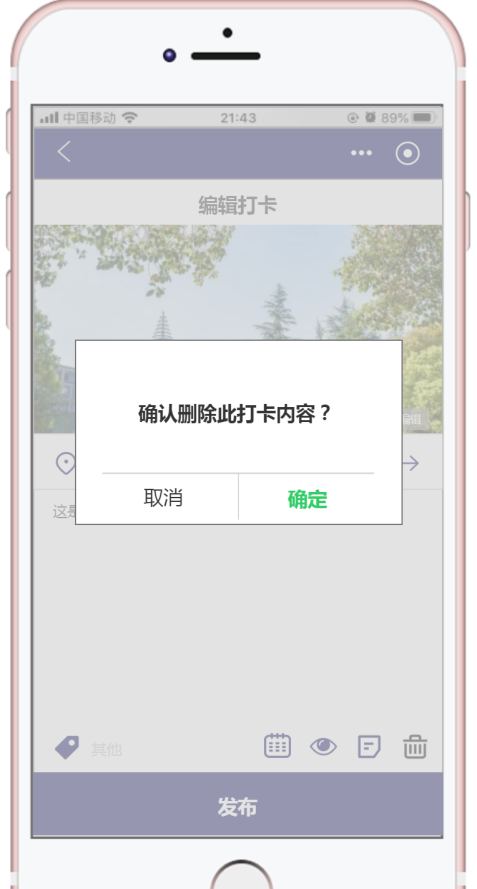 中国移动 21:43 89%
编辑打卡
编辑
确认删除此打卡内容？
这是
取消 确定
其他
发布